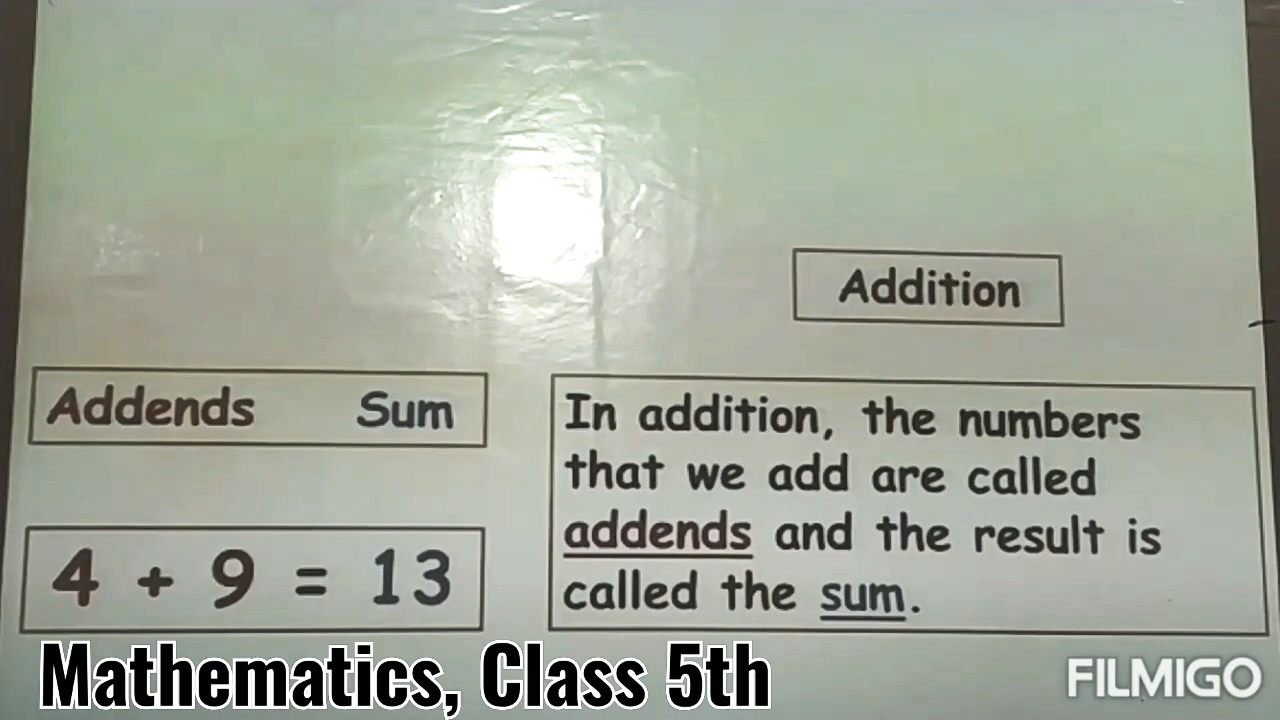 Addition
Addends Sum
4 + 9 = 13
In addition, the numbers
that we add are called
addends and the result is
called the sum.
Mathematics, Class 5th
FILMIGO